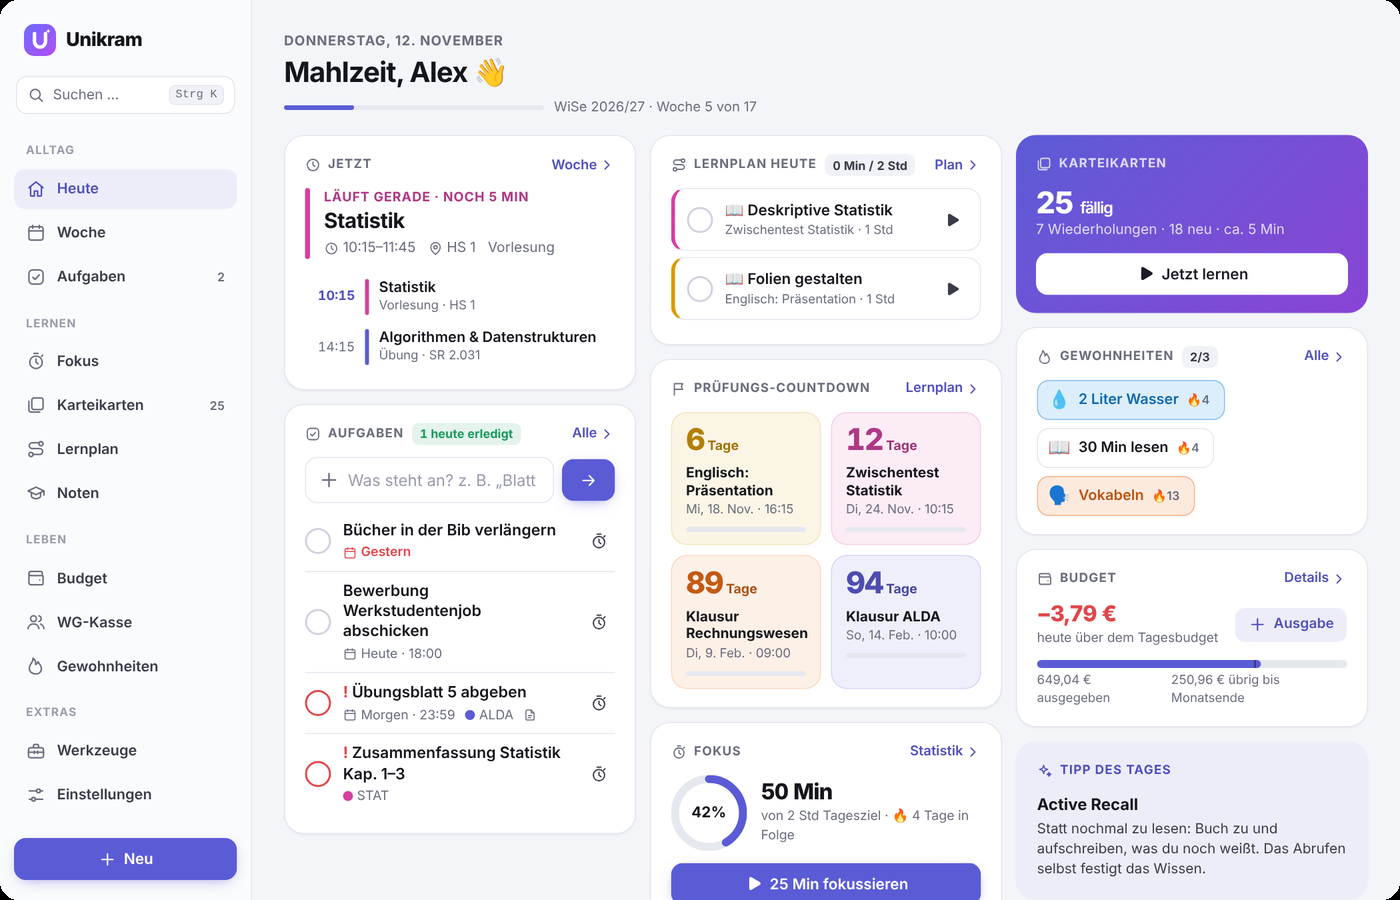 Unikram
Suchen ...
Strg K
ALLTAG
Heute
Woche
Aufgaben
2
LERNEN
Fokus
Karteikarten
25
Lernplan
Noten
LEBEN
Budget
WG-Kasse
Gewohnheiten
EXTRAS
Werkzeuge
Einstellungen
Neu
DONNERSTAG, 12. NOVEMBER
Mahlzeit, Alex 👋
WiSe 2026/27 · Woche 5 von 17
JETZT
Woche
LÄUFT GERADE · NOCH 5 MIN
Statistik
10:15–11:45
HS 1
Vorlesung
10:15
Statistik
Vorlesung · HS 1
14:15
Algorithmen & Datenstrukturen
Übung · SR 2.031
AUFGABEN
1 heute erledigt
Alle
Was steht an? z. B. „Blatt
Bücher in der Bib verlängern
Gestern
Bewerbung
Werkstudentenjob
abschicken
Heute · 18:00
! Übungsblatt 5 abgeben
Morgen · 23:59
ALDA
! Zusammenfassung Statistik
Kap. 1–3
STAT
LERNPLAN HEUTE
0 Min / 2 Std
Plan
📖 Deskriptive Statistik
Zwischentest Statistik · 1 Std
📖 Folien gestalten
Englisch: Präsentation · 1 Std
PRÜFUNGS-COUNTDOWN
Lernplan
6 Tage
Englisch:
Präsentation
Mi, 18. Nov. · 16:15
12 Tage
Zwischentest
Statistik
Di, 24. Nov. · 10:15
89 Tage
Klausur
Rechnungswesen
Di, 9. Feb. · 09:00
94 Tage
Klausur ALDA
So, 14. Feb. · 10:00
FOKUS
Statistik
42%
50 Min
von 2 Std Tagesziel · 🔥 4 Tage in
Folge
25 Min fokussieren
KARTEIKARTEN
25 fällig
7 Wiederholungen · 18 neu · ca. 5 Min
Jetzt lernen
GEWOHNHEITEN
2/3
Alle
2 Liter Wasser 🔥4
30 Min lesen 🔥4
Vokabeln 🔥13
BUDGET
Details
−3,79 €
heute über dem Tagesbudget
Ausgabe
649,04 €
ausgegeben
250,96 € übrig bis
Monatsende
TIPP DES TAGES
Active Recall
Statt nochmal zu lesen: Buch zu und
aufschreiben, was du noch weißt. Das Abrufen
selbst festigt das Wissen.